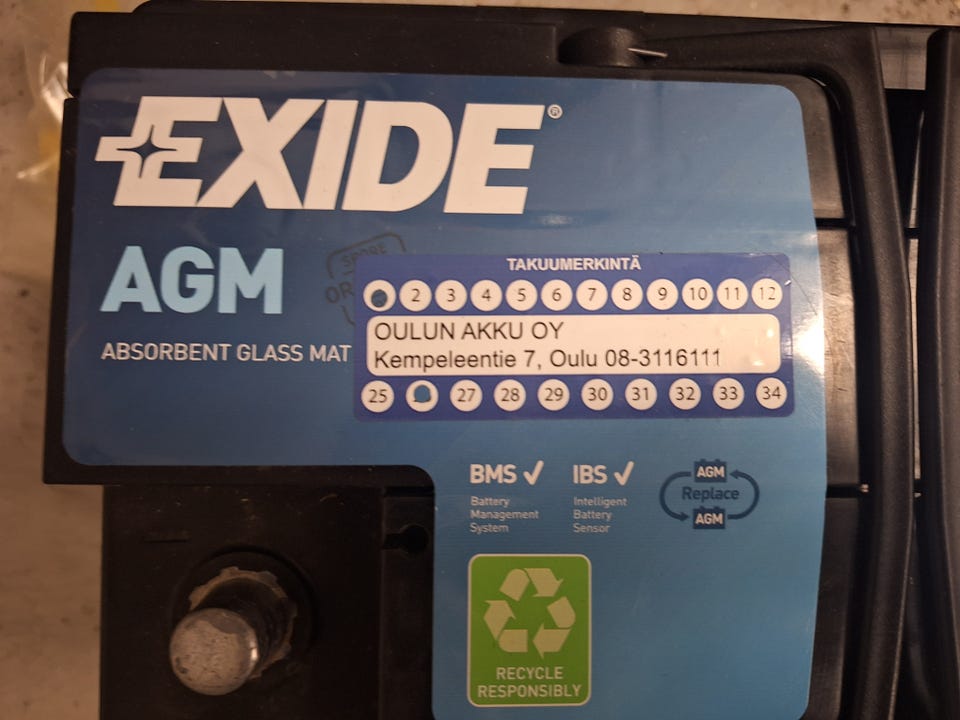 EXIDE®
AGM
ABSORBENT GLASS MAT
TAKUUMERKINTÄ
2 3 4 5 6 7 8 9 10 11 12
OULUN AKKU OY
Kempeleentie 7, Oulu 08-3116111
25 27 28 29 30 31 32 33 34
BMS ✓ IBS ✓
Battery
Management
System
Intelligent
Battery
Sensor
AGM
Replace
AGM
RECYCLE
RESPONSIBLY